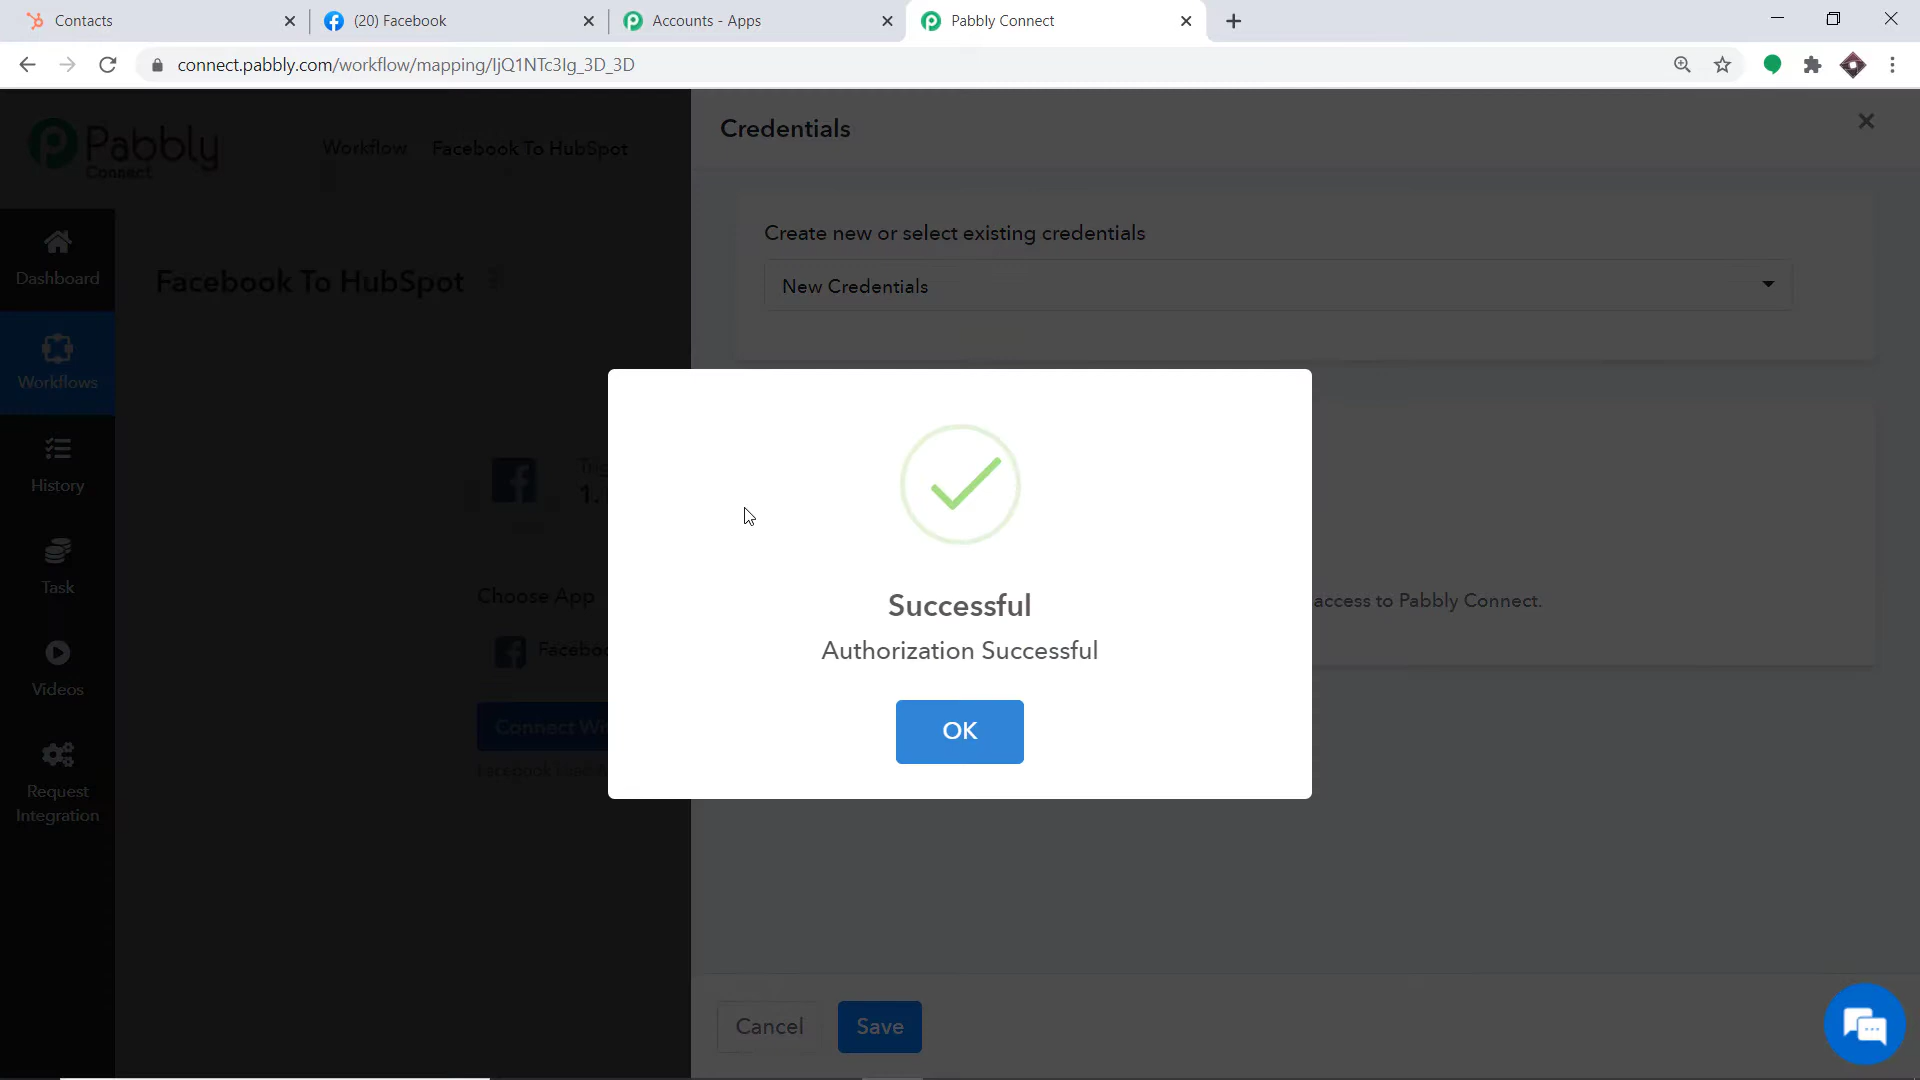 Contacts
(20) Facebook
Accounts - Apps
Pabbly Connect
connect.pabbly.com/workflow/mapping/IjQ1NTc3Ig_3D_3D
Pabbly
Connect
Workflow
Facebook To HubSpot
Credentials
Dashboard
Workflows
History
Task
Videos
Request
Integration
Facebook To HubSpot
1.
Choose App
Connect
Create new or select existing credentials
New Credentials
access to Pabbly Connect.
Successful
Authorization Successful
OK
Cancel
Save